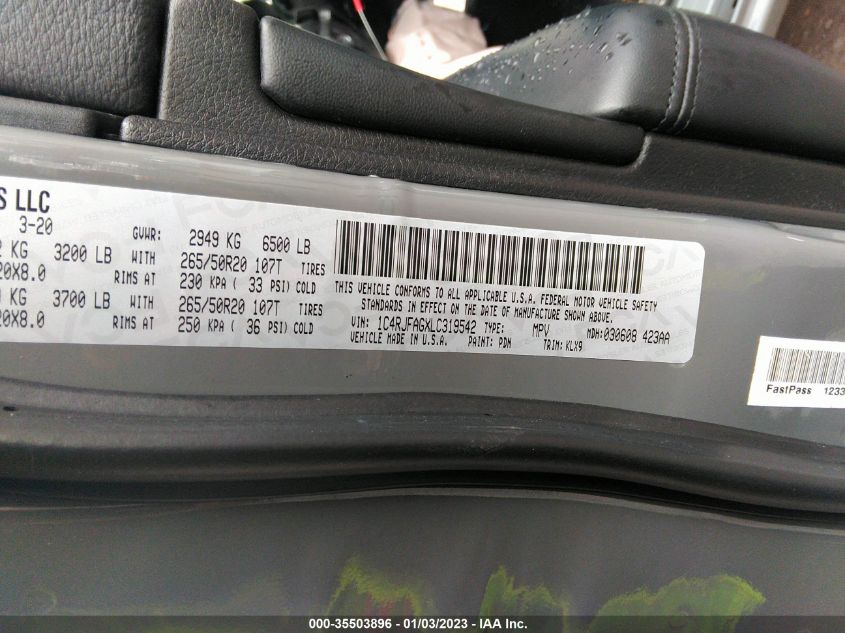 S LLC
3-20
GVWR: 2949 KG 6500 LB
KG 3200 LB WITH 265/50R20 107T TIRES
20X8.0 RIMS AT 230 KPA ( 33 PSI) COLD
KG 3700 LB WITH 265/50R20 107T TIRES
20X8.0 RIMS AT 250 KPA ( 36 PSI) COLD
THIS VEHICLE CONFORMS TO ALL APPLICABLE U.S.A. FEDERAL MOTOR VEHICLE SAFETY
STANDARDS IN EFFECT ON THE DATE OF MANUFACTURE SHOWN ABOVE.
VIN: 1C4RJFAGXLC319542 TYPE: MPV MDH: 030608 423AA
VEHICLE MADE IN U.S.A. PAINT: PDN TRIM: KLX9
FastPass 1233
000-35503896 - 01/03/2023 - IAA Inc.